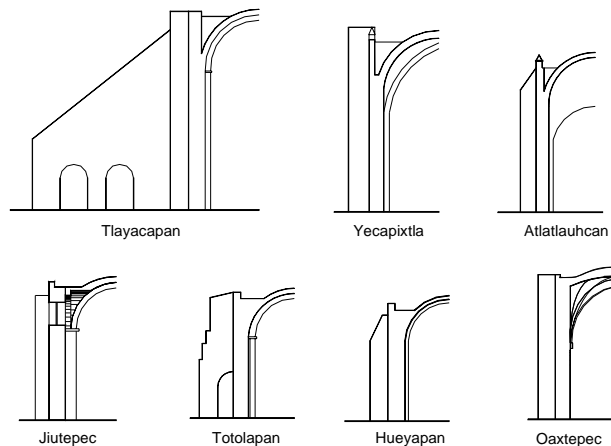 Tlayacapan
Yecapixtla
Atlatlauhcan
Jiutepec
Totolapan
Hueyapan
Oaxtepec